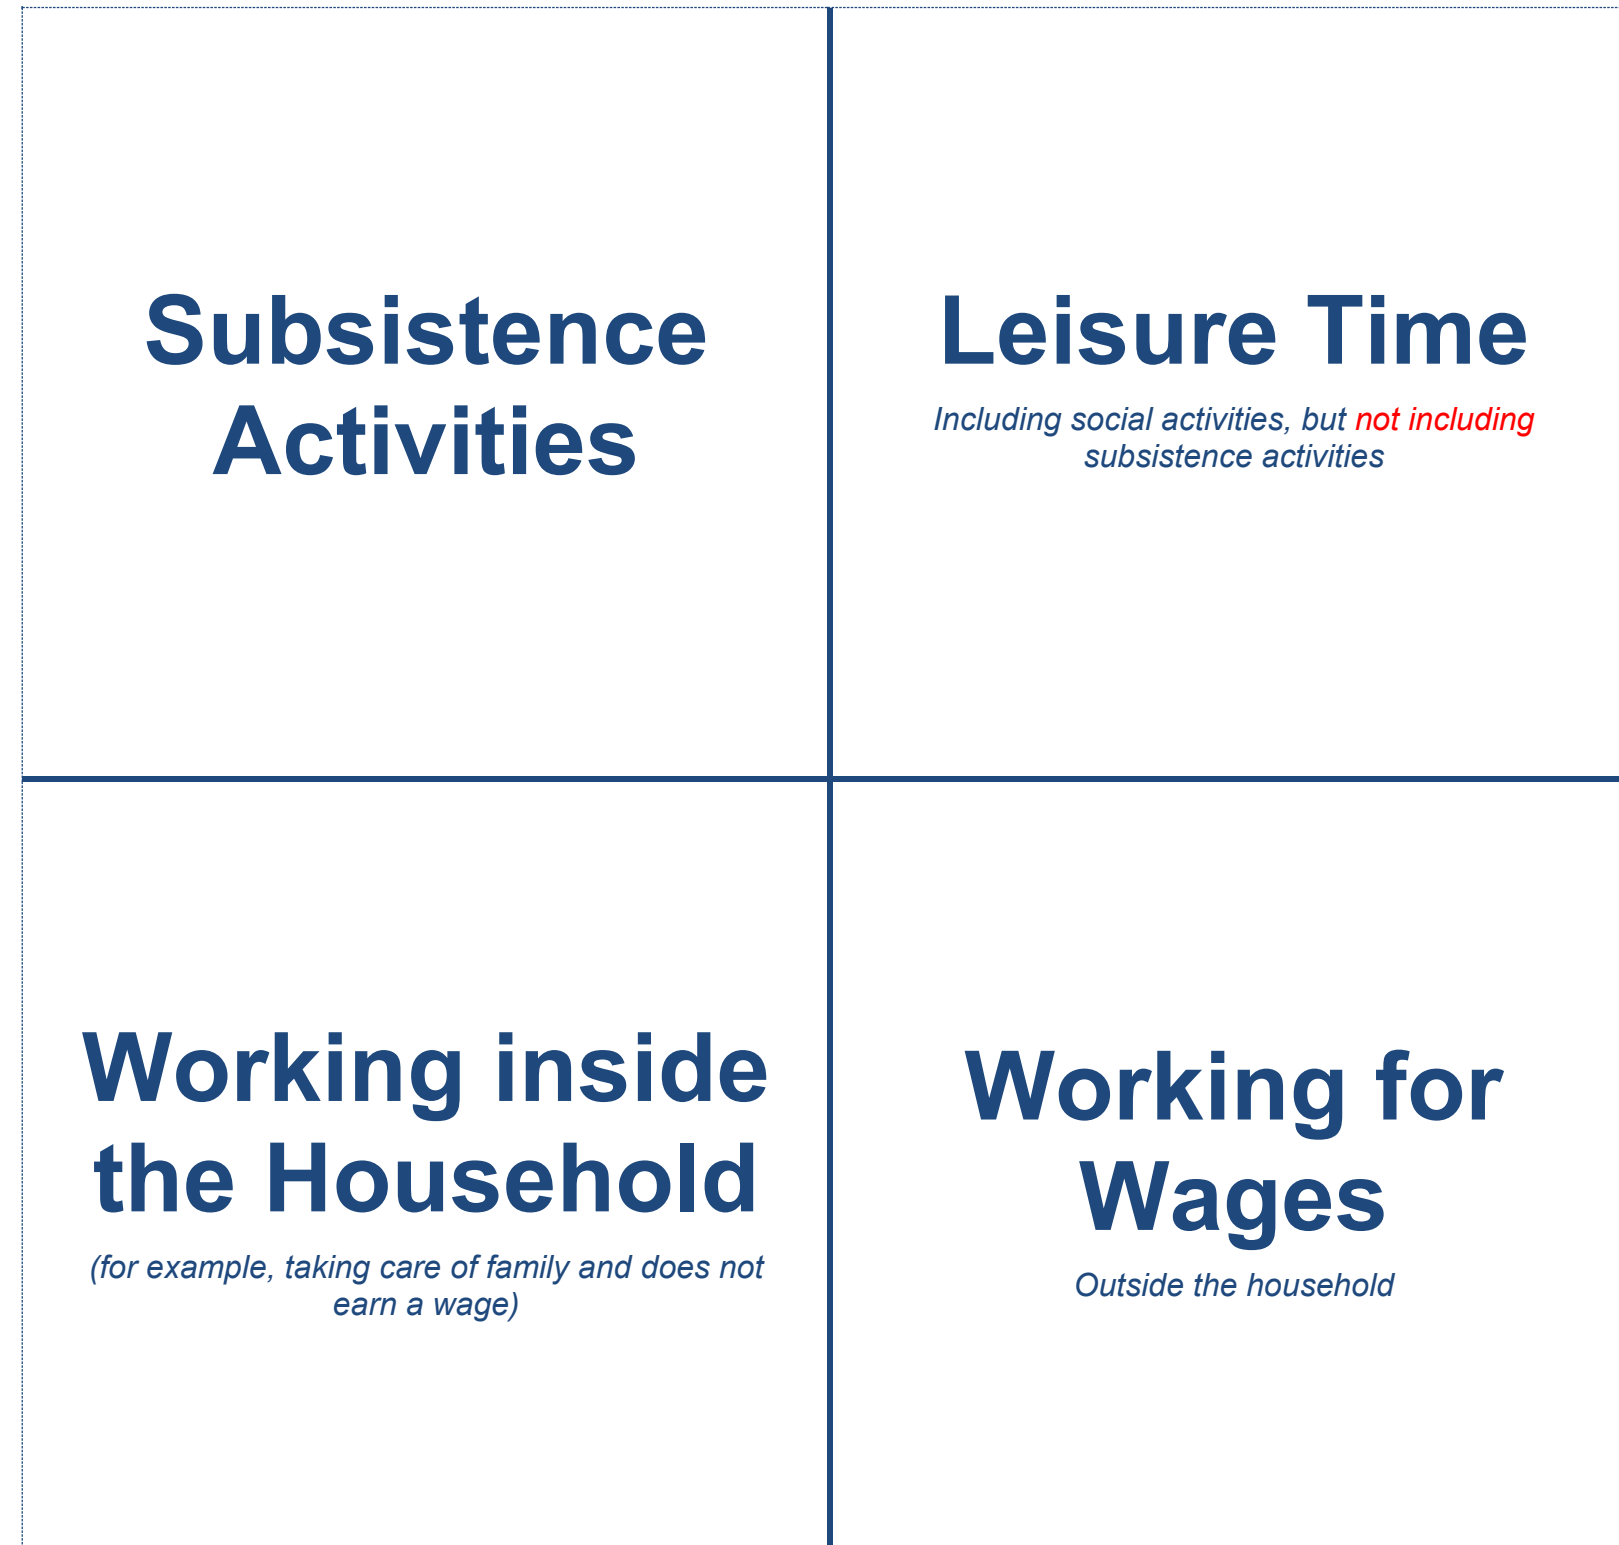 Subsistence
Activities
Leisure Time
Including social activities, but not including
subsistence activities
Working inside
the Household
(for example, taking care of family and does not
earn a wage)
Working for
Wages
Outside the household